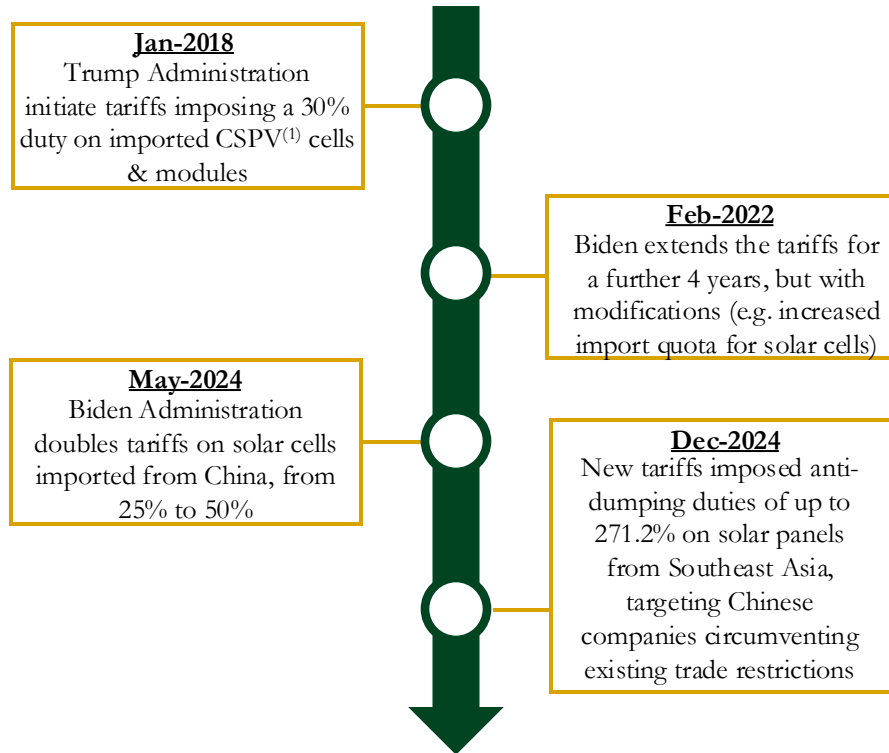 Jan-2018
Trump Administration
initiate tariffs imposing a 30%
duty on imported CSPV(1) cells
& modules
Feb-2022
Biden extends the tariffs for
a further 4 years, but with
modifications (e.g. increased
import quota for solar cells)
May-2024
Biden Administration
doubles tariffs on solar cells
imported from China, from
25% to 50%
Dec-2024
New tariffs imposed anti-
dumping duties of up to
271.2% on solar panels
from Southeast Asia,
targeting Chinese
companies circumventing
existing trade restrictions